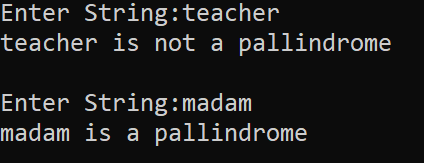 Enter String:teacher
teacher is not a pallindrome
Enter String:madam
madam is a pallindrome